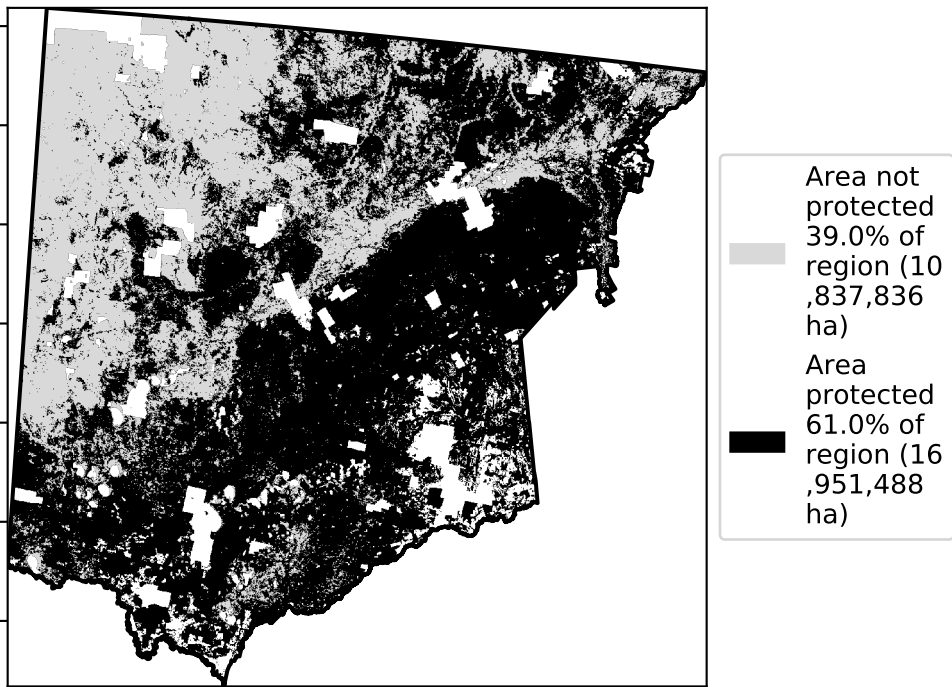 Area not
protected
39.0% of
region (10
,837,836
ha)
Area
protected
61.0% of
region (16
,951,488
ha)